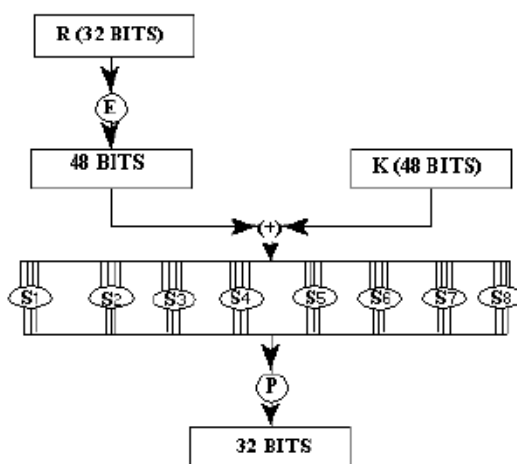 R (32 BITS)
E
48 BITS
K (48 BITS)
(+)
S1 S2 S3 S4 S5 S6 S7 S8
P
32 BITS